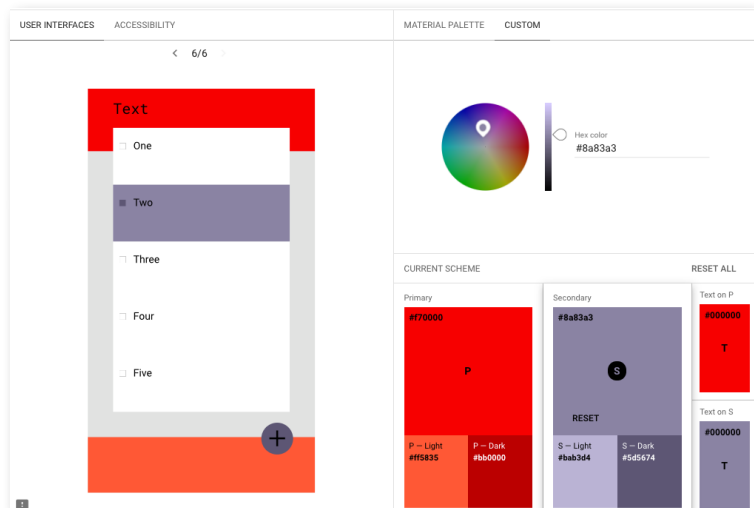 USER INTERFACES ACCESSIBILITY
6/6
Text
One
Two
Three
Four
Five
MATERIAL PALETTE CUSTOM
Hex color
#8a83a3
CURRENT SCHEME RESET ALL
Primary
#f70000
P
P — Light
#ff5835
P — Dark
#bb0000
Secondary
#8a83a3
S
RESET
S — Light
#bab3d4
S — Dark
#5d5674
Text on P
#000000
T
Text on S
#000000
T